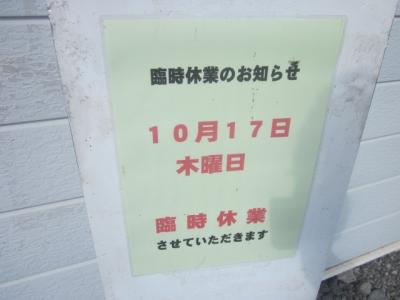 臨時休業のお知らせ
１０月１７日
木曜日
臨時休業
させていただきます